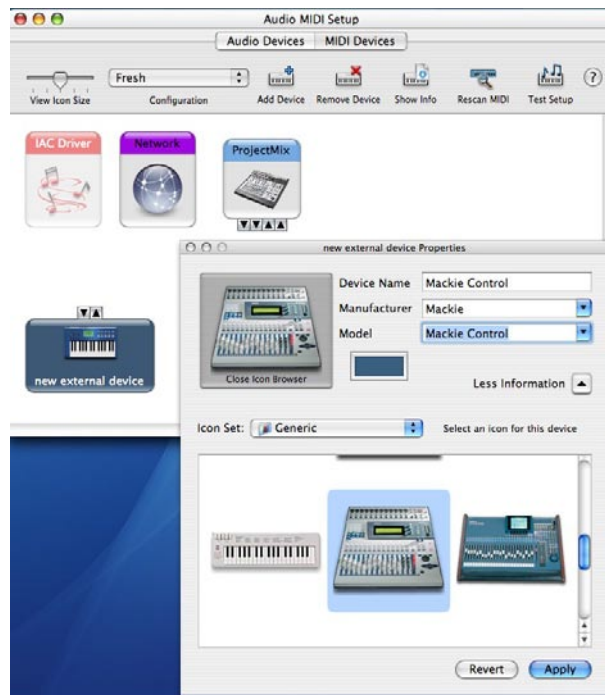 Audio MIDI Setup
Audio Devices MIDI Devices
Fresh
View Icon Size Configuration Add Device Remove Device Show Info Rescan MIDI Test Setup
?
IAC Driver Network ProjectMix
new external device Properties
Device Name Mackie Control
Manufacturer Mackie
Model Mackie Control
Close Icon Browser
Less Information
new external device
Icon Set: Generic Select an icon for this device
Revert Apply